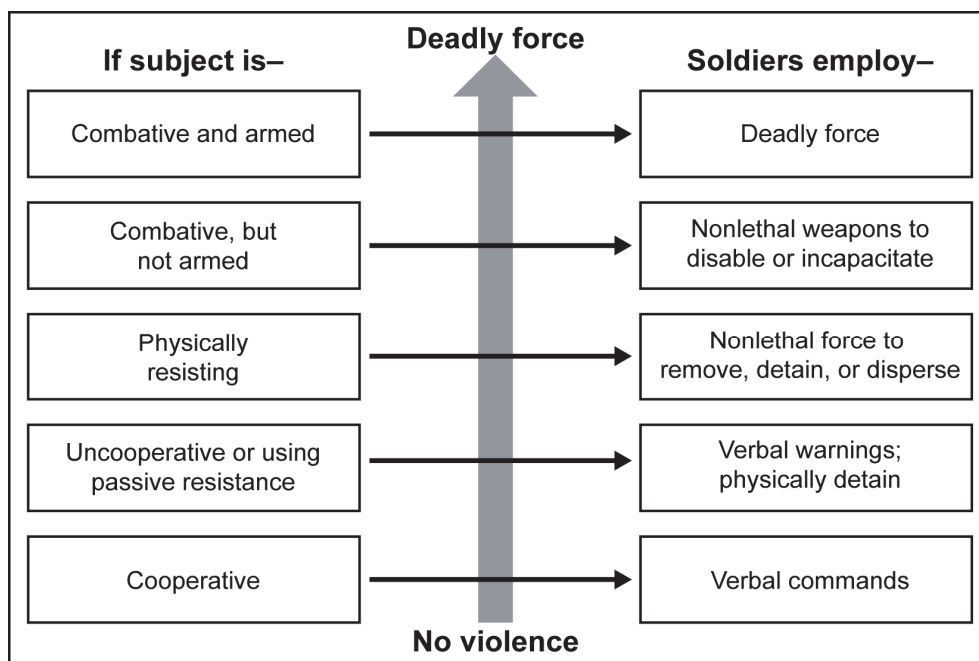 Deadly force
If subject is–
Soldiers employ–
Combative and armed
Deadly force
Combative, but
not armed
Nonlethal weapons to
disable or incapacitate
Physically
resisting
Nonlethal force to
remove, detain, or disperse
Uncooperative or using
passive resistance
Verbal warnings;
physically detain
Cooperative
Verbal commands
No violence